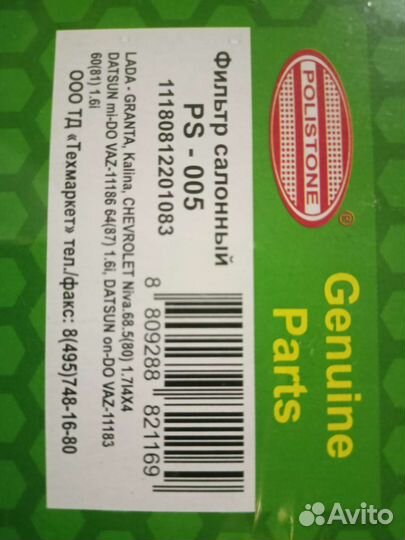 POLISTONE
®
Genuine
Parts
Фильтр салонный
PS - 005
11180812201083
8 809288 821169
LADA - GRANTA, Kalina, CHEVROLET Niva.68.5(80) 1.7I4X4
DATSUN mi-DO VAZ-11186 64(87) 1.6i, DATSUN on-DO VAZ-11183
60(81) 1.6i
ООО ТД «Техмаркет» тел./факс: 8(495)748-16-80
Avito